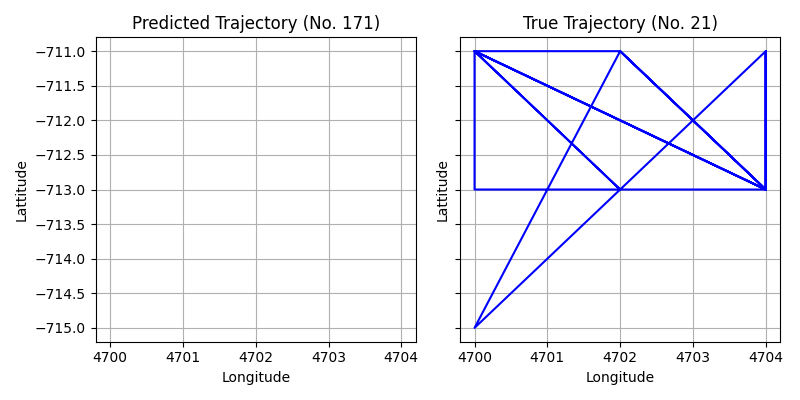 Predicted Trajectory (No. 171)
True Trajectory (No. 21)
Lattitude
−711.0
−711.5
−712.0
−712.5
−713.0
−713.5
−714.0
−714.5
−715.0
Lattitude
4700 4701 4702 4703 4704
4700 4701 4702 4703 4704
Longitude
Longitude